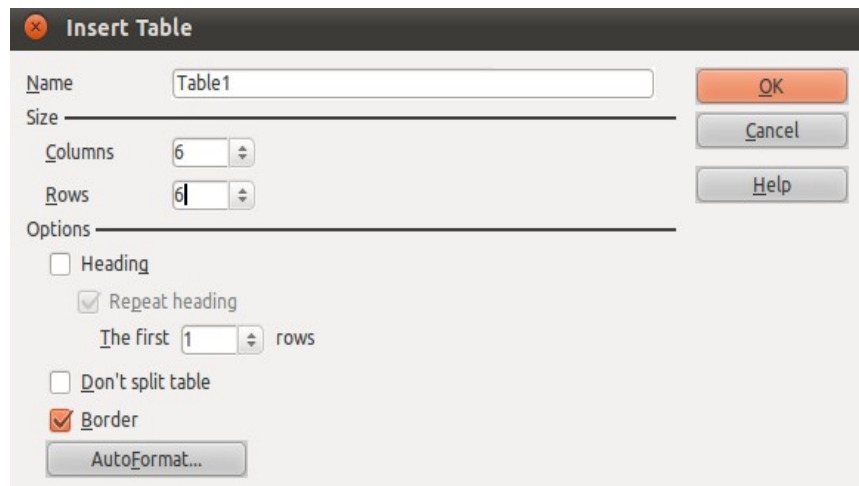 Insert Table
Name Table1 OK
Size
Cancel
Columns 6
Rows 6 Help
Options
Heading
Repeat heading
The first 1 rows
Don't split table
Border
AutoFormat...